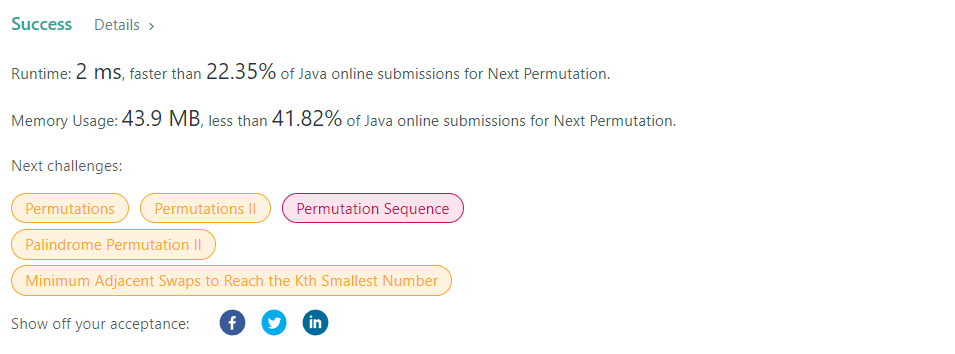 Success Details ›
Runtime: 2 ms, faster than 22.35% of Java online submissions for Next Permutation.
Memory Usage: 43.9 MB, less than 41.82% of Java online submissions for Next Permutation.
Next challenges:
Permutations Permutations II Permutation Sequence
Palindrome Permutation II
Minimum Adjacent Swaps to Reach the Kth Smallest Number
Show off your acceptance: f in